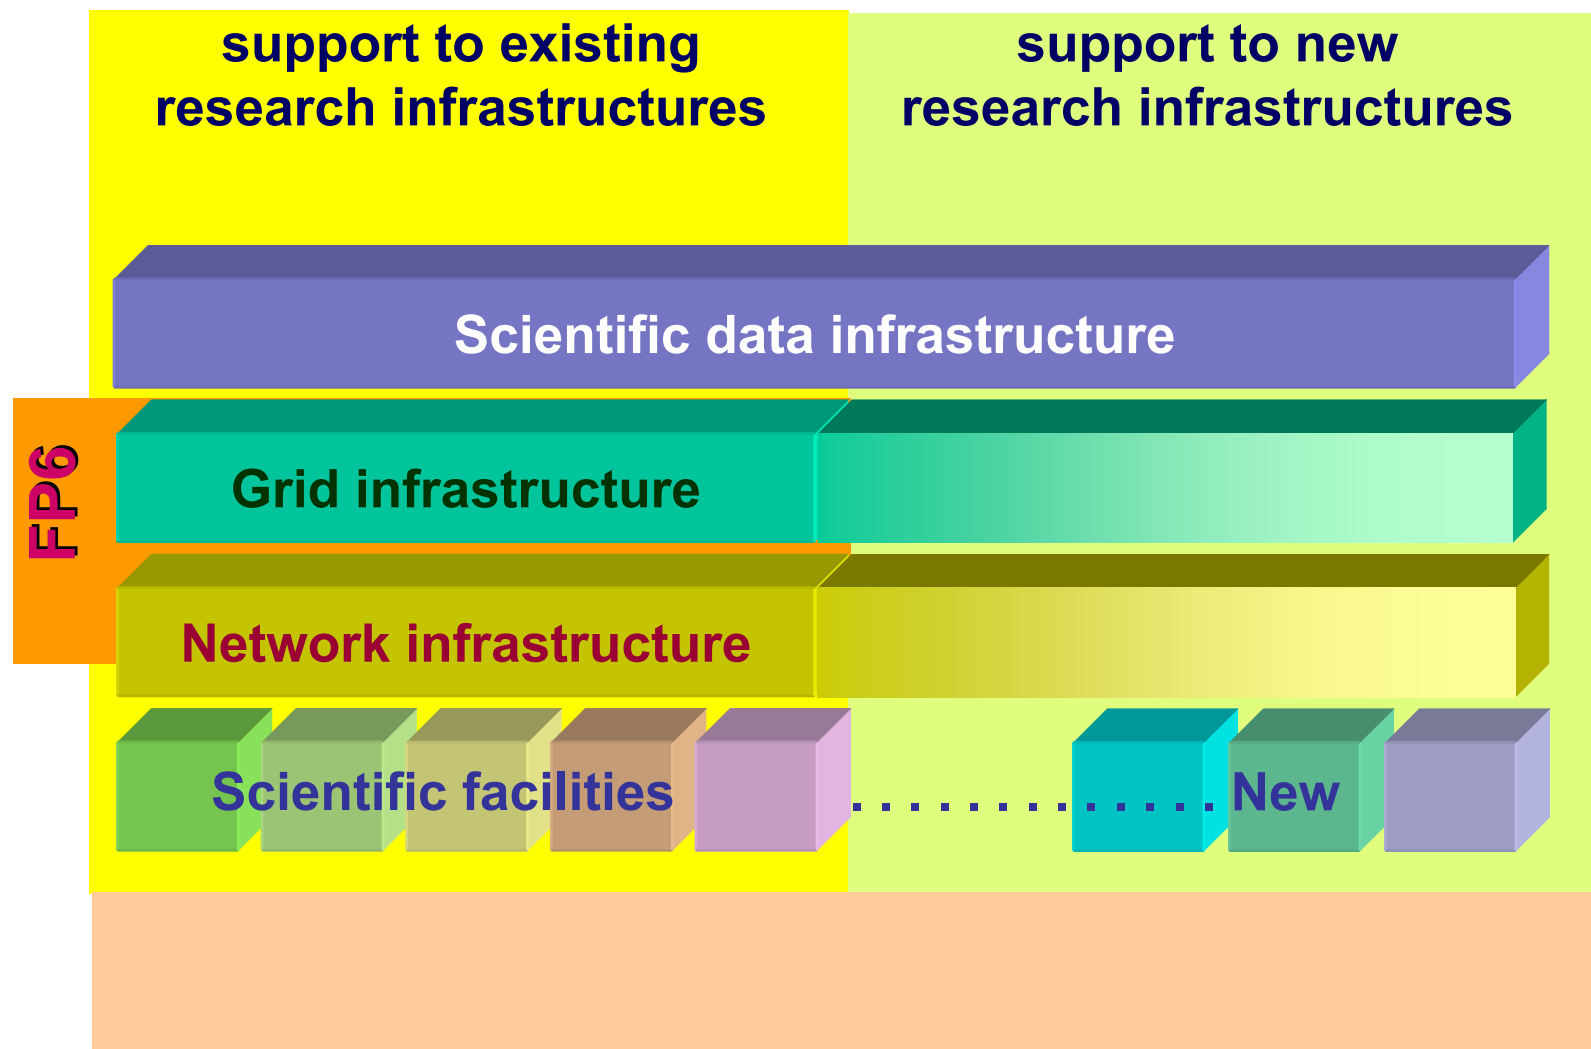 support to existing
research infrastructures
support to new
research infrastructures
Scientific data infrastructure
FP6
Grid infrastructure
Network infrastructure
Scientific facilities
............. New